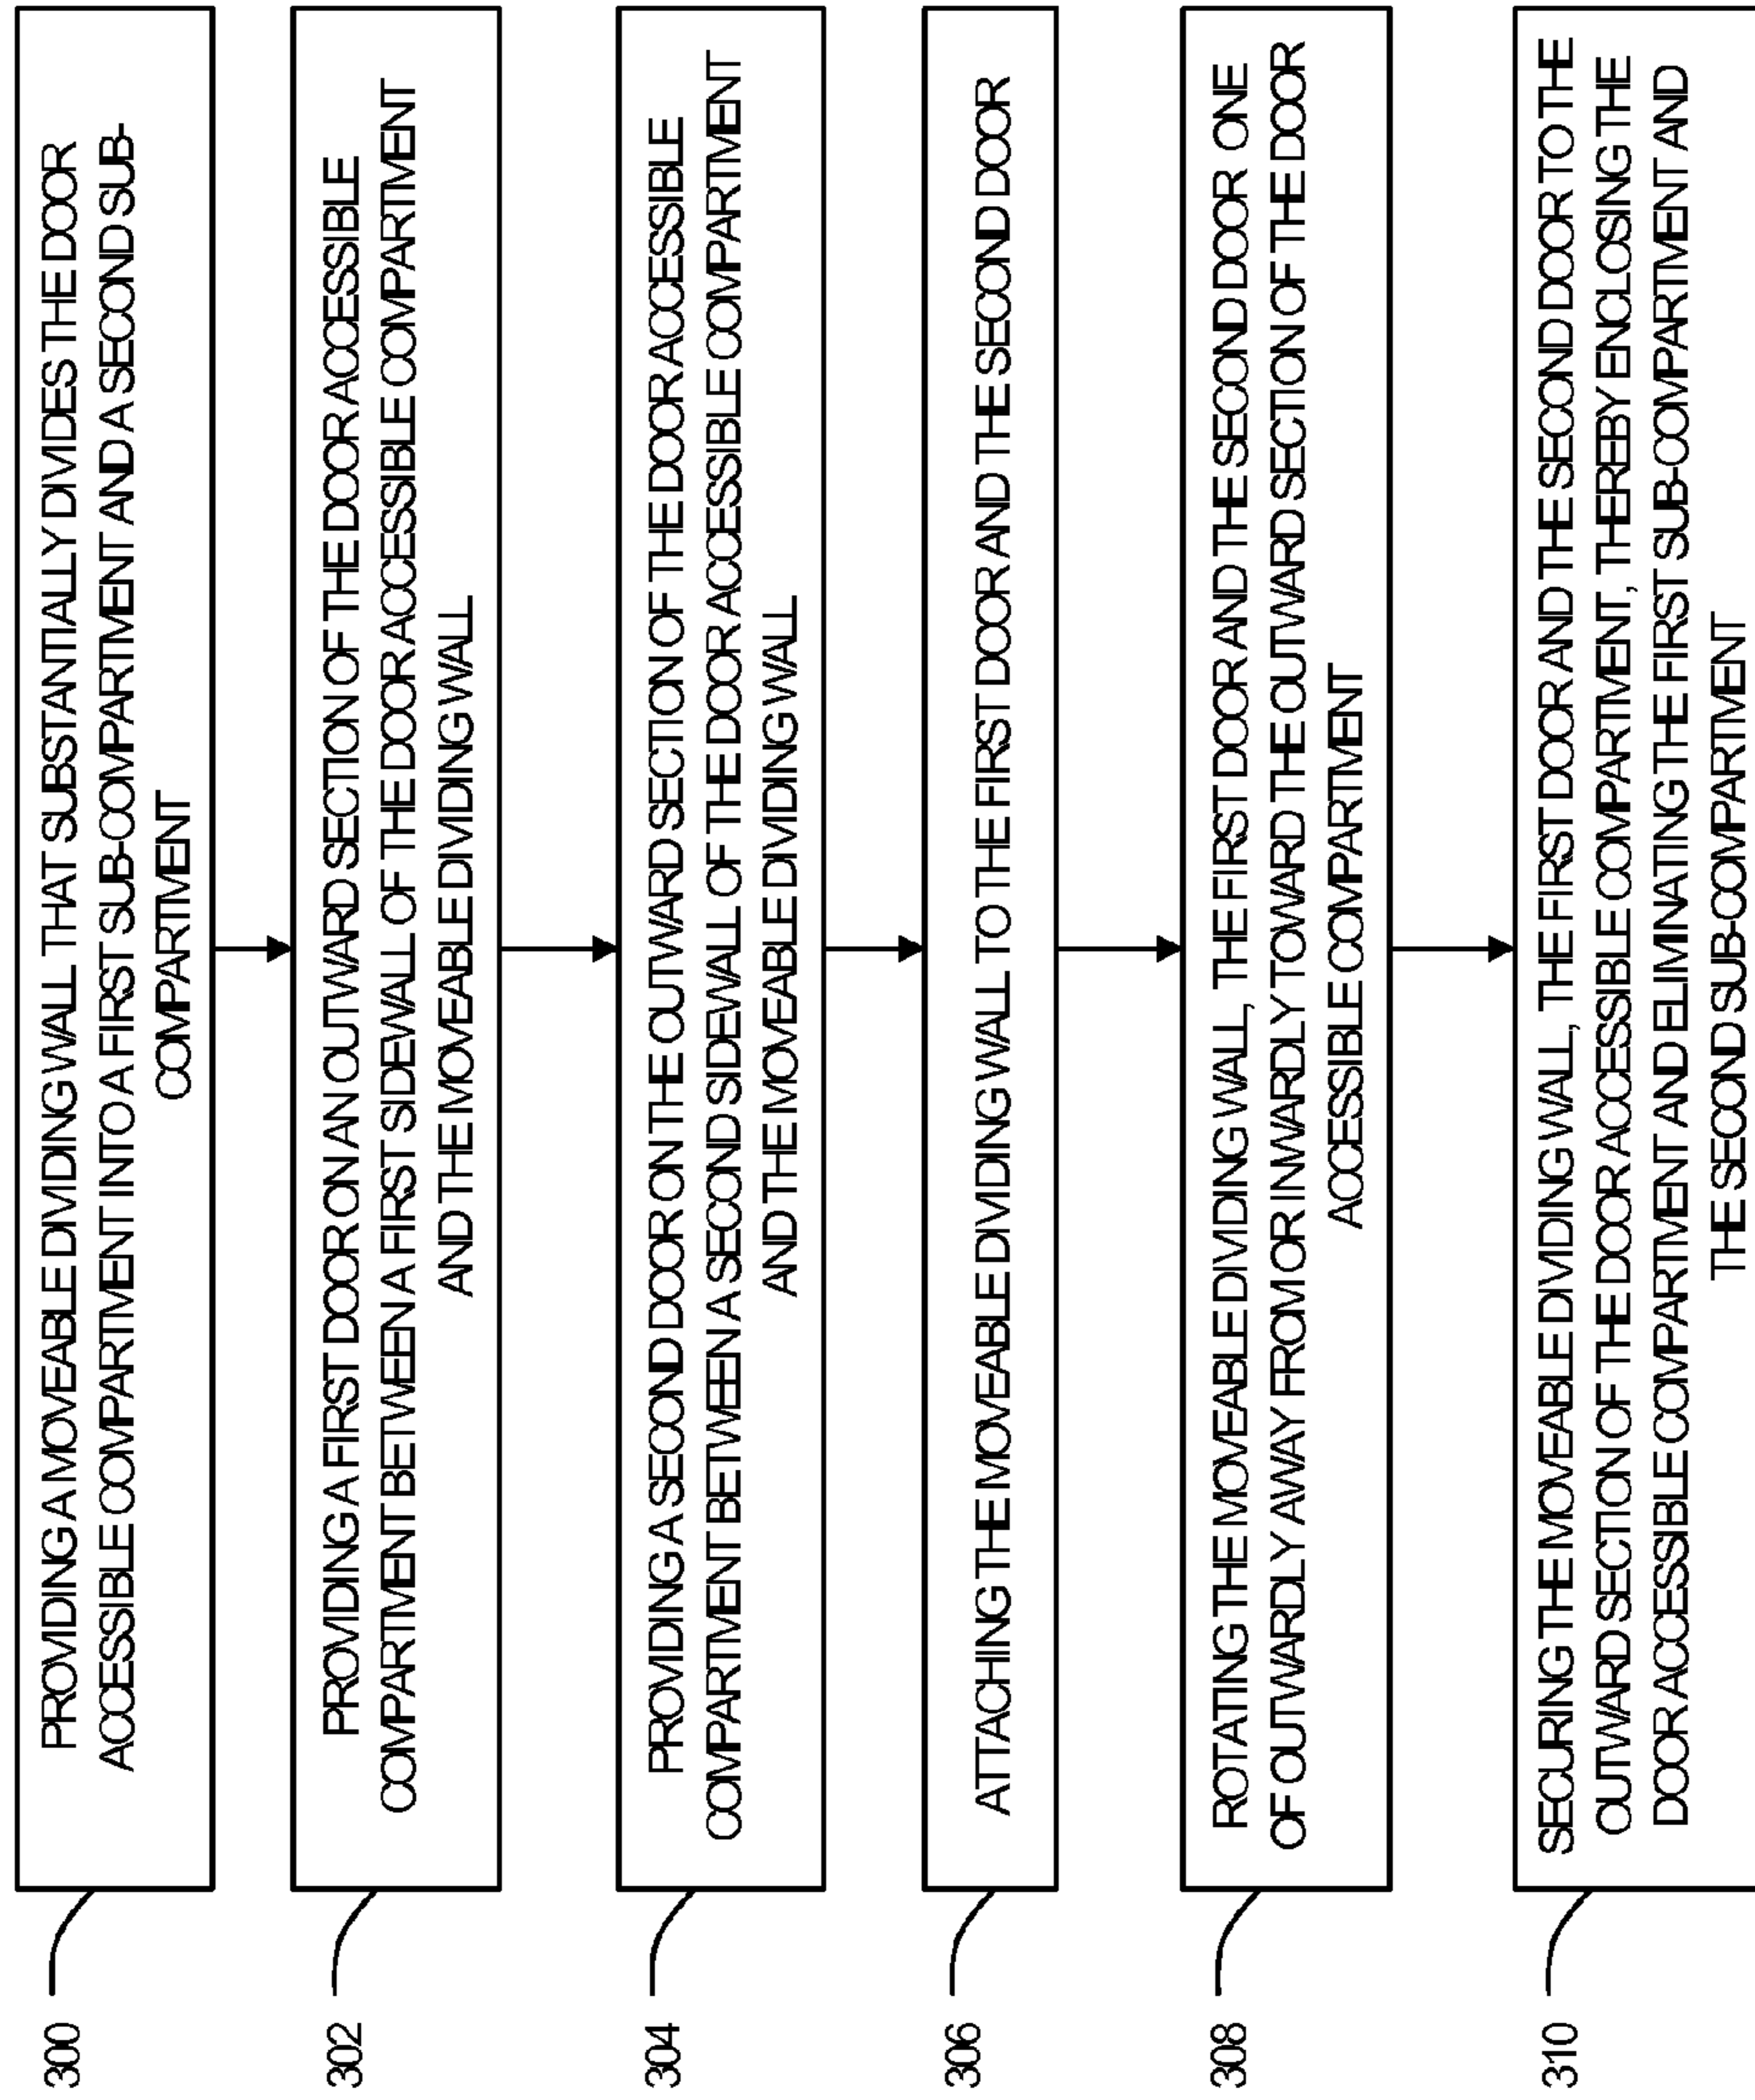 300
PROVIDING A MOVEABLE DIVIDING WALL THAT SUBSTANTIALLY DIVIDES THE DOOR
ACCESSIBLE COMPARTMENT INTO A FIRST SUB-COMPARTMENT AND A SECOND SUB-
COMPARTMENT
302
PROVIDING A FIRST DOOR ON AN OUTWARD SECTION OF THE DOOR ACCESSIBLE
COMPARTMENT BETWEEN A FIRST SIDEWALL OF THE DOOR ACCESSIBLE COMPARTMENT
AND THE MOVEABLE DIVIDING WALL
304
PROVIDING A SECOND DOOR ON THE OUTWARD SECTION OF THE DOOR ACCESSIBLE
COMPARTMENT BETWEEN A SECOND SIDEWALL OF THE DOOR ACCESSIBLE COMPARTMENT
AND THE MOVEABLE DIVIDING WALL
306
ATTACHING THE MOVEABLE DIVIDING WALL TO THE FIRST DOOR AND THE SECOND DOOR
308
ROTATING THE MOVEABLE DIVIDING WALL, THE FIRST DOOR AND THE SECOND DOOR ONE
OF OUTWARDLY AWAY FROM OR INWARDLY TOWARD THE OUTWARD SECTION OF THE DOOR
ACCESSIBLE COMPARTMENT
310
SECURING THE MOVEABLE DIVIDING WALL, THE FIRST DOOR AND THE SECOND DOOR TO THE
OUTWARD SECTION OF THE DOOR ACCESSIBLE COMPARTMENT, THEREBY ENCLOSING THE
DOOR ACCESSIBLE COMPARTMENT AND ELIMINATING THE FIRST SUB-COMPARTMENT AND
THE SECOND SUB-COMPARTMENT